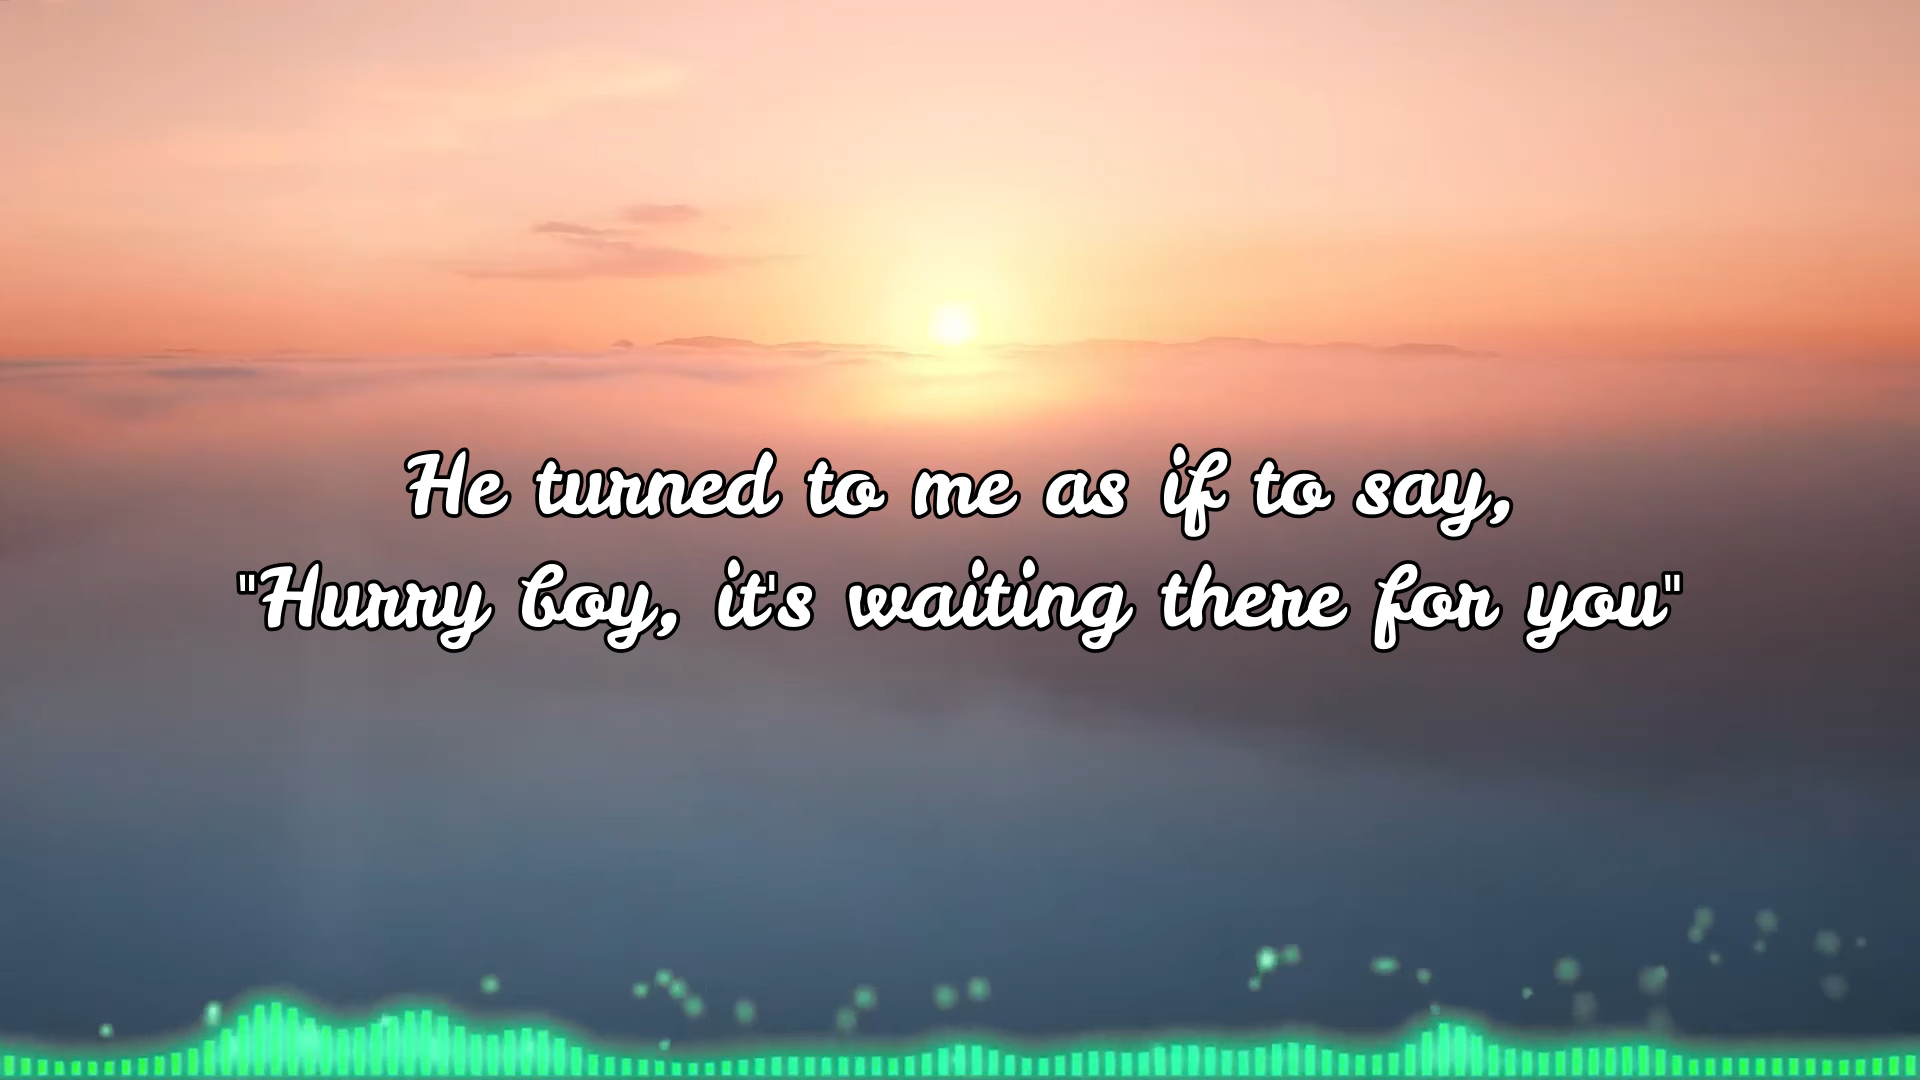 He turned to me as if to say,
"Hurry boy, it's waiting there for you"